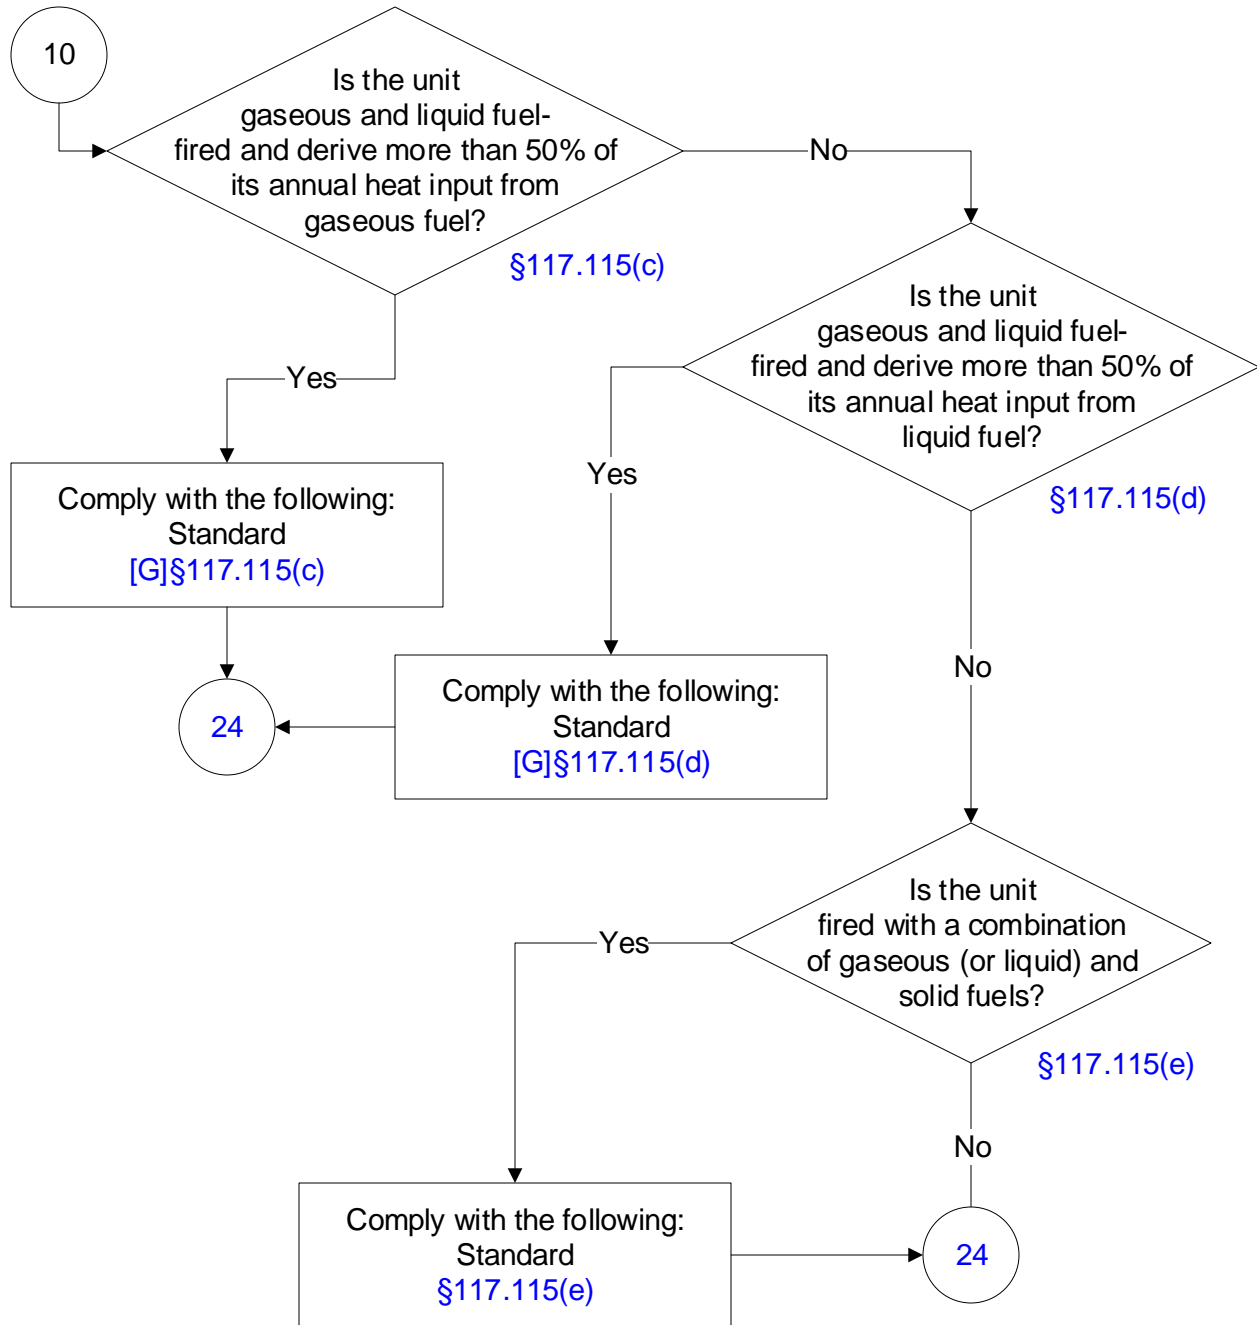 10
Is the unit
gaseous and liquid fuel-
fired and derive more than 50% of
its annual heat input from
gaseous fuel?
No
§117.115(c)
Is the unit
gaseous and liquid fuel-
fired and derive more than 50% of
its annual heat input from
liquid fuel?
Yes
Yes
§117.115(d)
Comply with the following:
Standard
[G]§117.115(c)
No
Comply with the following:
Standard
[G]§117.115(d)
24
Is the unit
fired with a combination
of gaseous (or liquid) and
solid fuels?
Yes
§117.115(e)
No
Comply with the following:
Standard
§117.115(e)
24